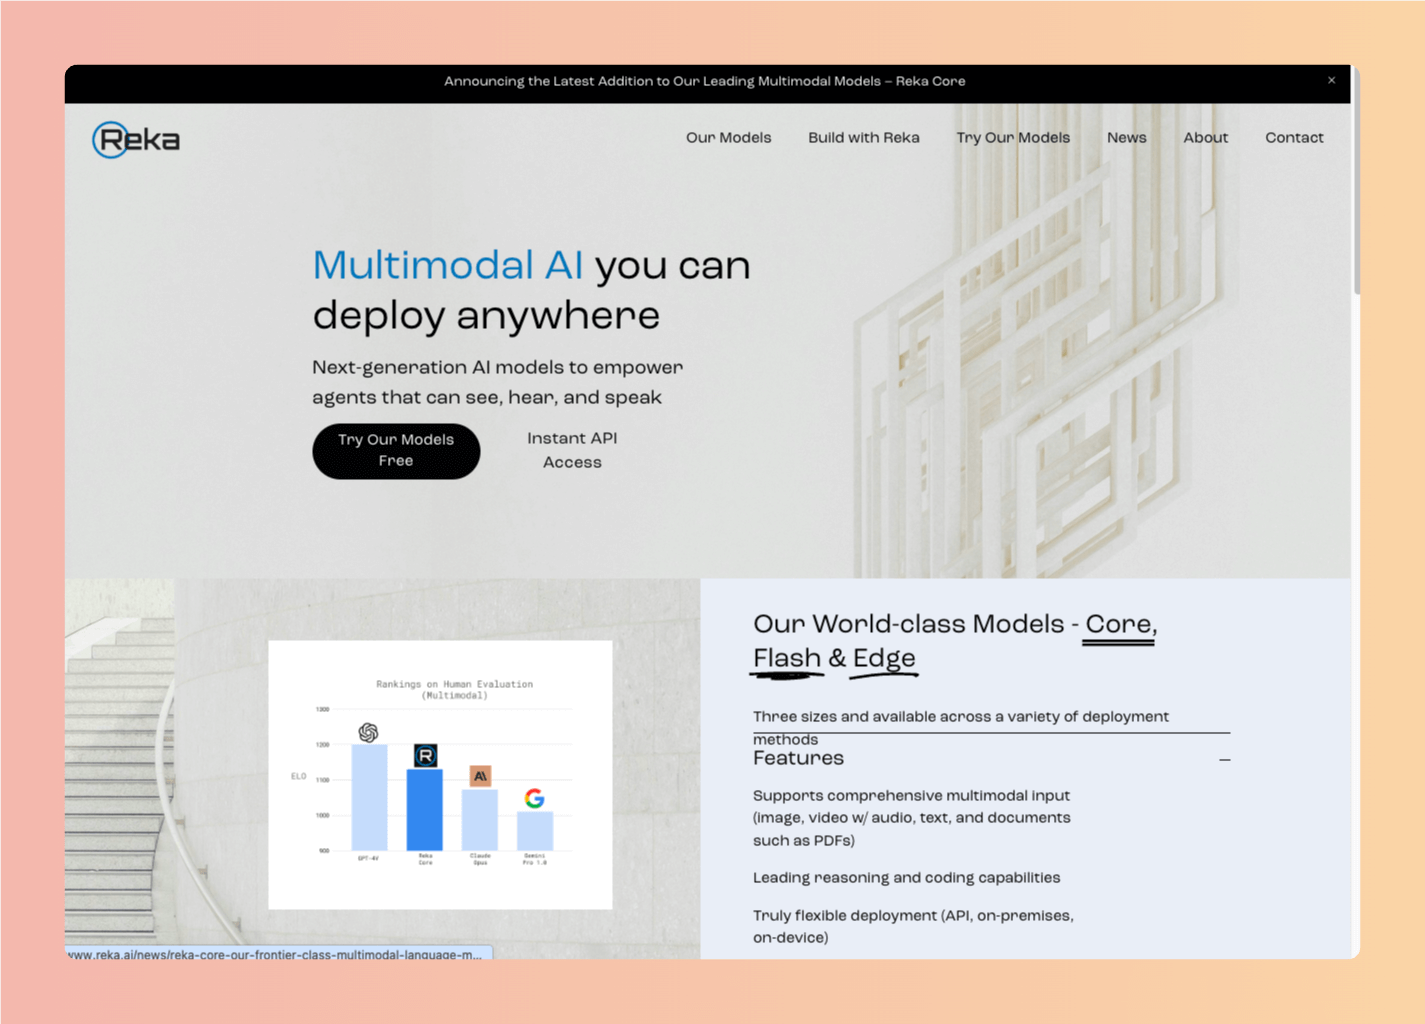 Announcing the Latest Addition to Our Leading Multimodal Models – Reka Core
×
Reka
Our Models
Build with Reka
Try Our Models
News
About
Contact
Multimodal AI you can
deploy anywhere
Next-generation AI models to empower
agents that can see, hear, and speak
Try Our Models
Free
Instant API
Access
Rankings on Human Evaluation
(Multimodal)
1300
1200
ELO
1100
1000
900
R
A\
G
GPT-4V
Reka
Core
Claude
Opus
Gemini
Pro 1.0
Our World-class Models - Core,
Flash & Edge
Three sizes and available across a variety of deployment
methods
Features
Supports comprehensive multimodal input
(image, video w/ audio, text, and documents
such as PDFs)
Leading reasoning and coding capabilities
Truly flexible deployment (API, on-premises,
on-device)
www.reka.ai/news/reka-core-our-frontier-class-multimodal-language-m...